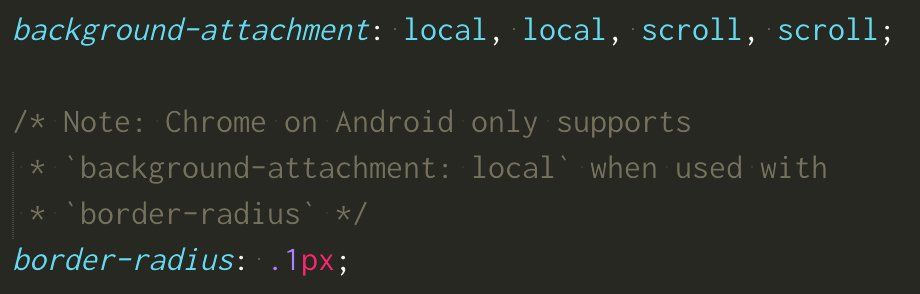 background-attachment: local, local, scroll, scroll;
/* Note: Chrome on Android only supports
 * `background-attachment: local` when used with
 * `border-radius` */
border-radius: .1px;